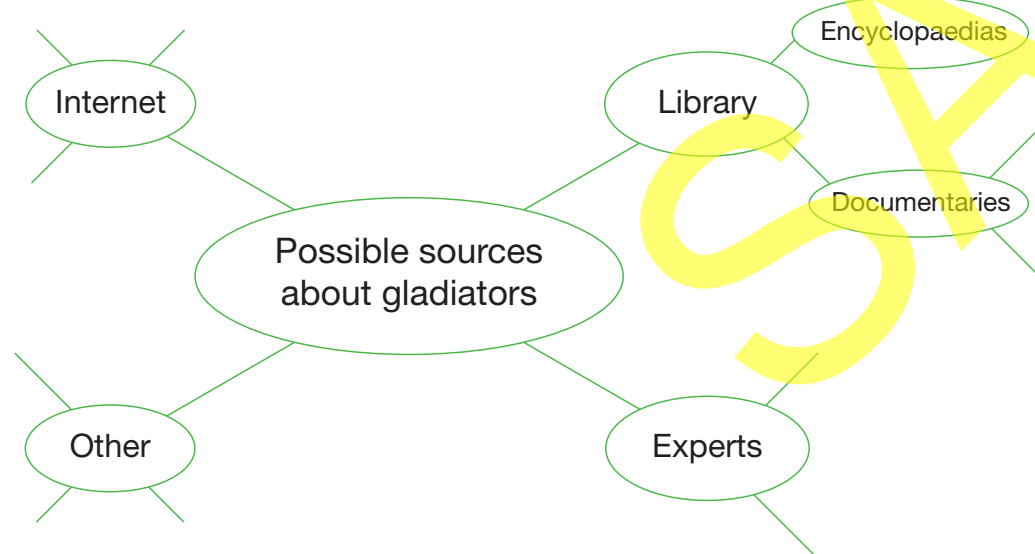 Encyclopaedias
Internet
Library
Documentaries
Possible sources
about gladiators
Other
Experts
SA